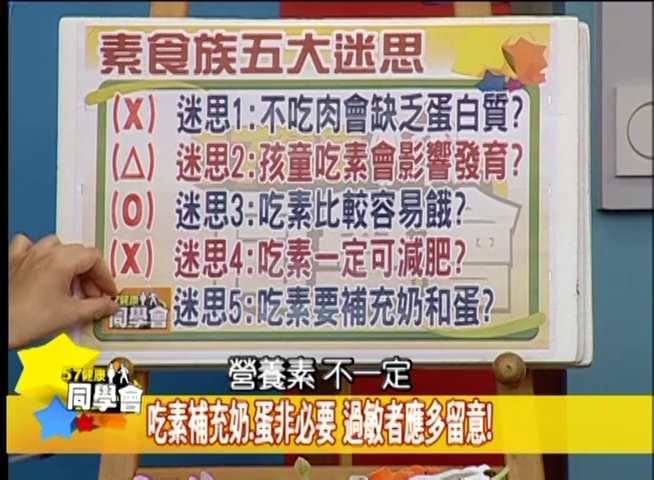 素食族五大迷思
(X) 迷思1:不吃肉會缺乏蛋白質?
(△) 迷思2:孩童吃素會影響發育?
(O) 迷思3:吃素比較容易餓?
(X) 迷思4:吃素一定可減肥?
57健康
同學會
迷思5:吃素要補充奶和蛋?
營養素 不一定
57健康
同學會
吃素補充奶.蛋非必要 過敏者應多留意!